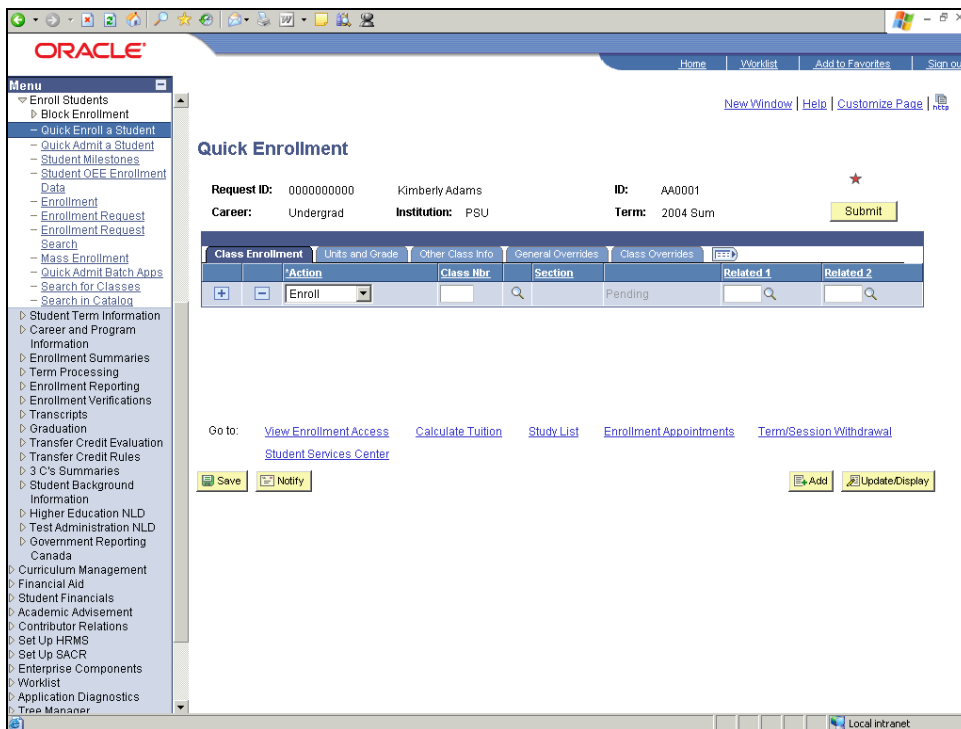 ORACLE'
Home Worklist Add to Favorites Sign ou
Menu
Enroll Students
Block Enrollment
Quick Enroll a Student
Quick Admit a Student
Student Milestones
Student OEE Enrollment
Data
Enrollment
Enrollment Request
Enrollment Request
Search
Mass Enrollment
Quick Admit Batch Apps
Search for Classes
Search in Catalog
Student Term Information
Career and Program
Information
Enrollment Summaries
Term Processing
Enrollment Reporting
Enrollment Verifications
Transcripts
Graduation
Transfer Credit Evaluation
Transfer Credit Rules
3 C's Summaries
Student Background
Information
Higher Education NLD
Test Administration NLD
Government Reporting
Canada
Curriculum Management
Financial Aid
Student Financials
Academic Advisement
Contributor Relations
Set Up HRMS
Set Up SACR
Enterprise Components
Worklist
Application Diagnostics
Tree Manager
New Window | Help | Customize Page | http
Quick Enrollment
Request ID: 0000000000 Kimberly Adams ID: AA0001
Career: Undergrad Institution: PSU Term: 2004 Sum Submit
Class Enrollment Units and Grade Other Class Info General Overrides Class Overrides
*Action Class Nbr Section Related 1 Related 2
Enroll Pending
Go to: View Enrollment Access Calculate Tuition Study List Enrollment Appointments Term/Session Withdrawal
Student Services Center
Save Notify Add Update/Display
Local intranet